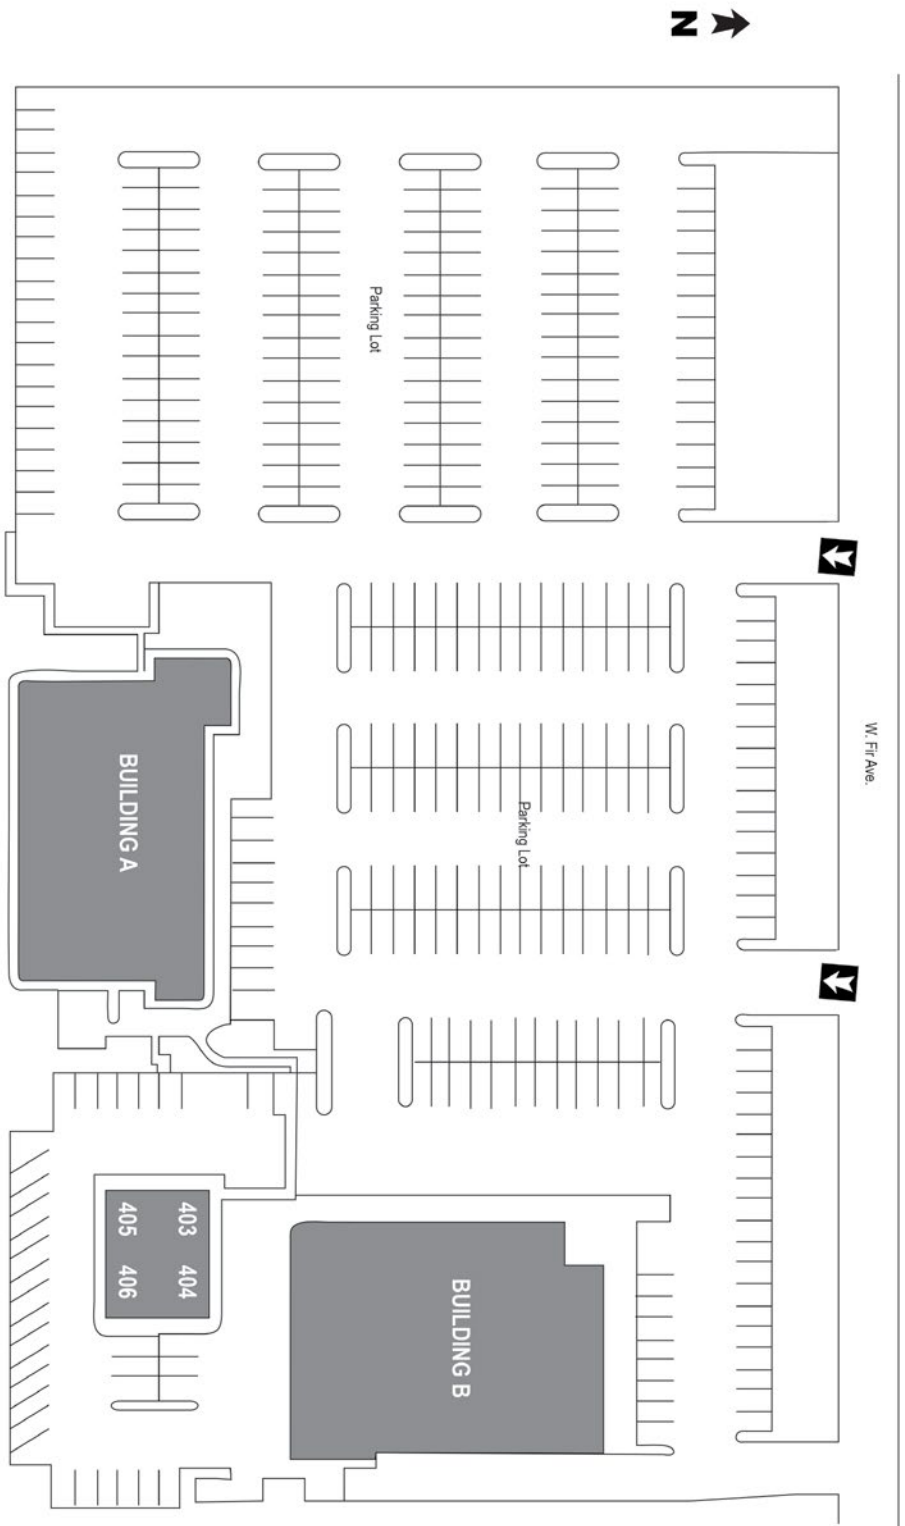 N
W. Fir Ave.
Parking Lot
Parking Lot
BUILDING A
BUILDING B
403 404
405 406